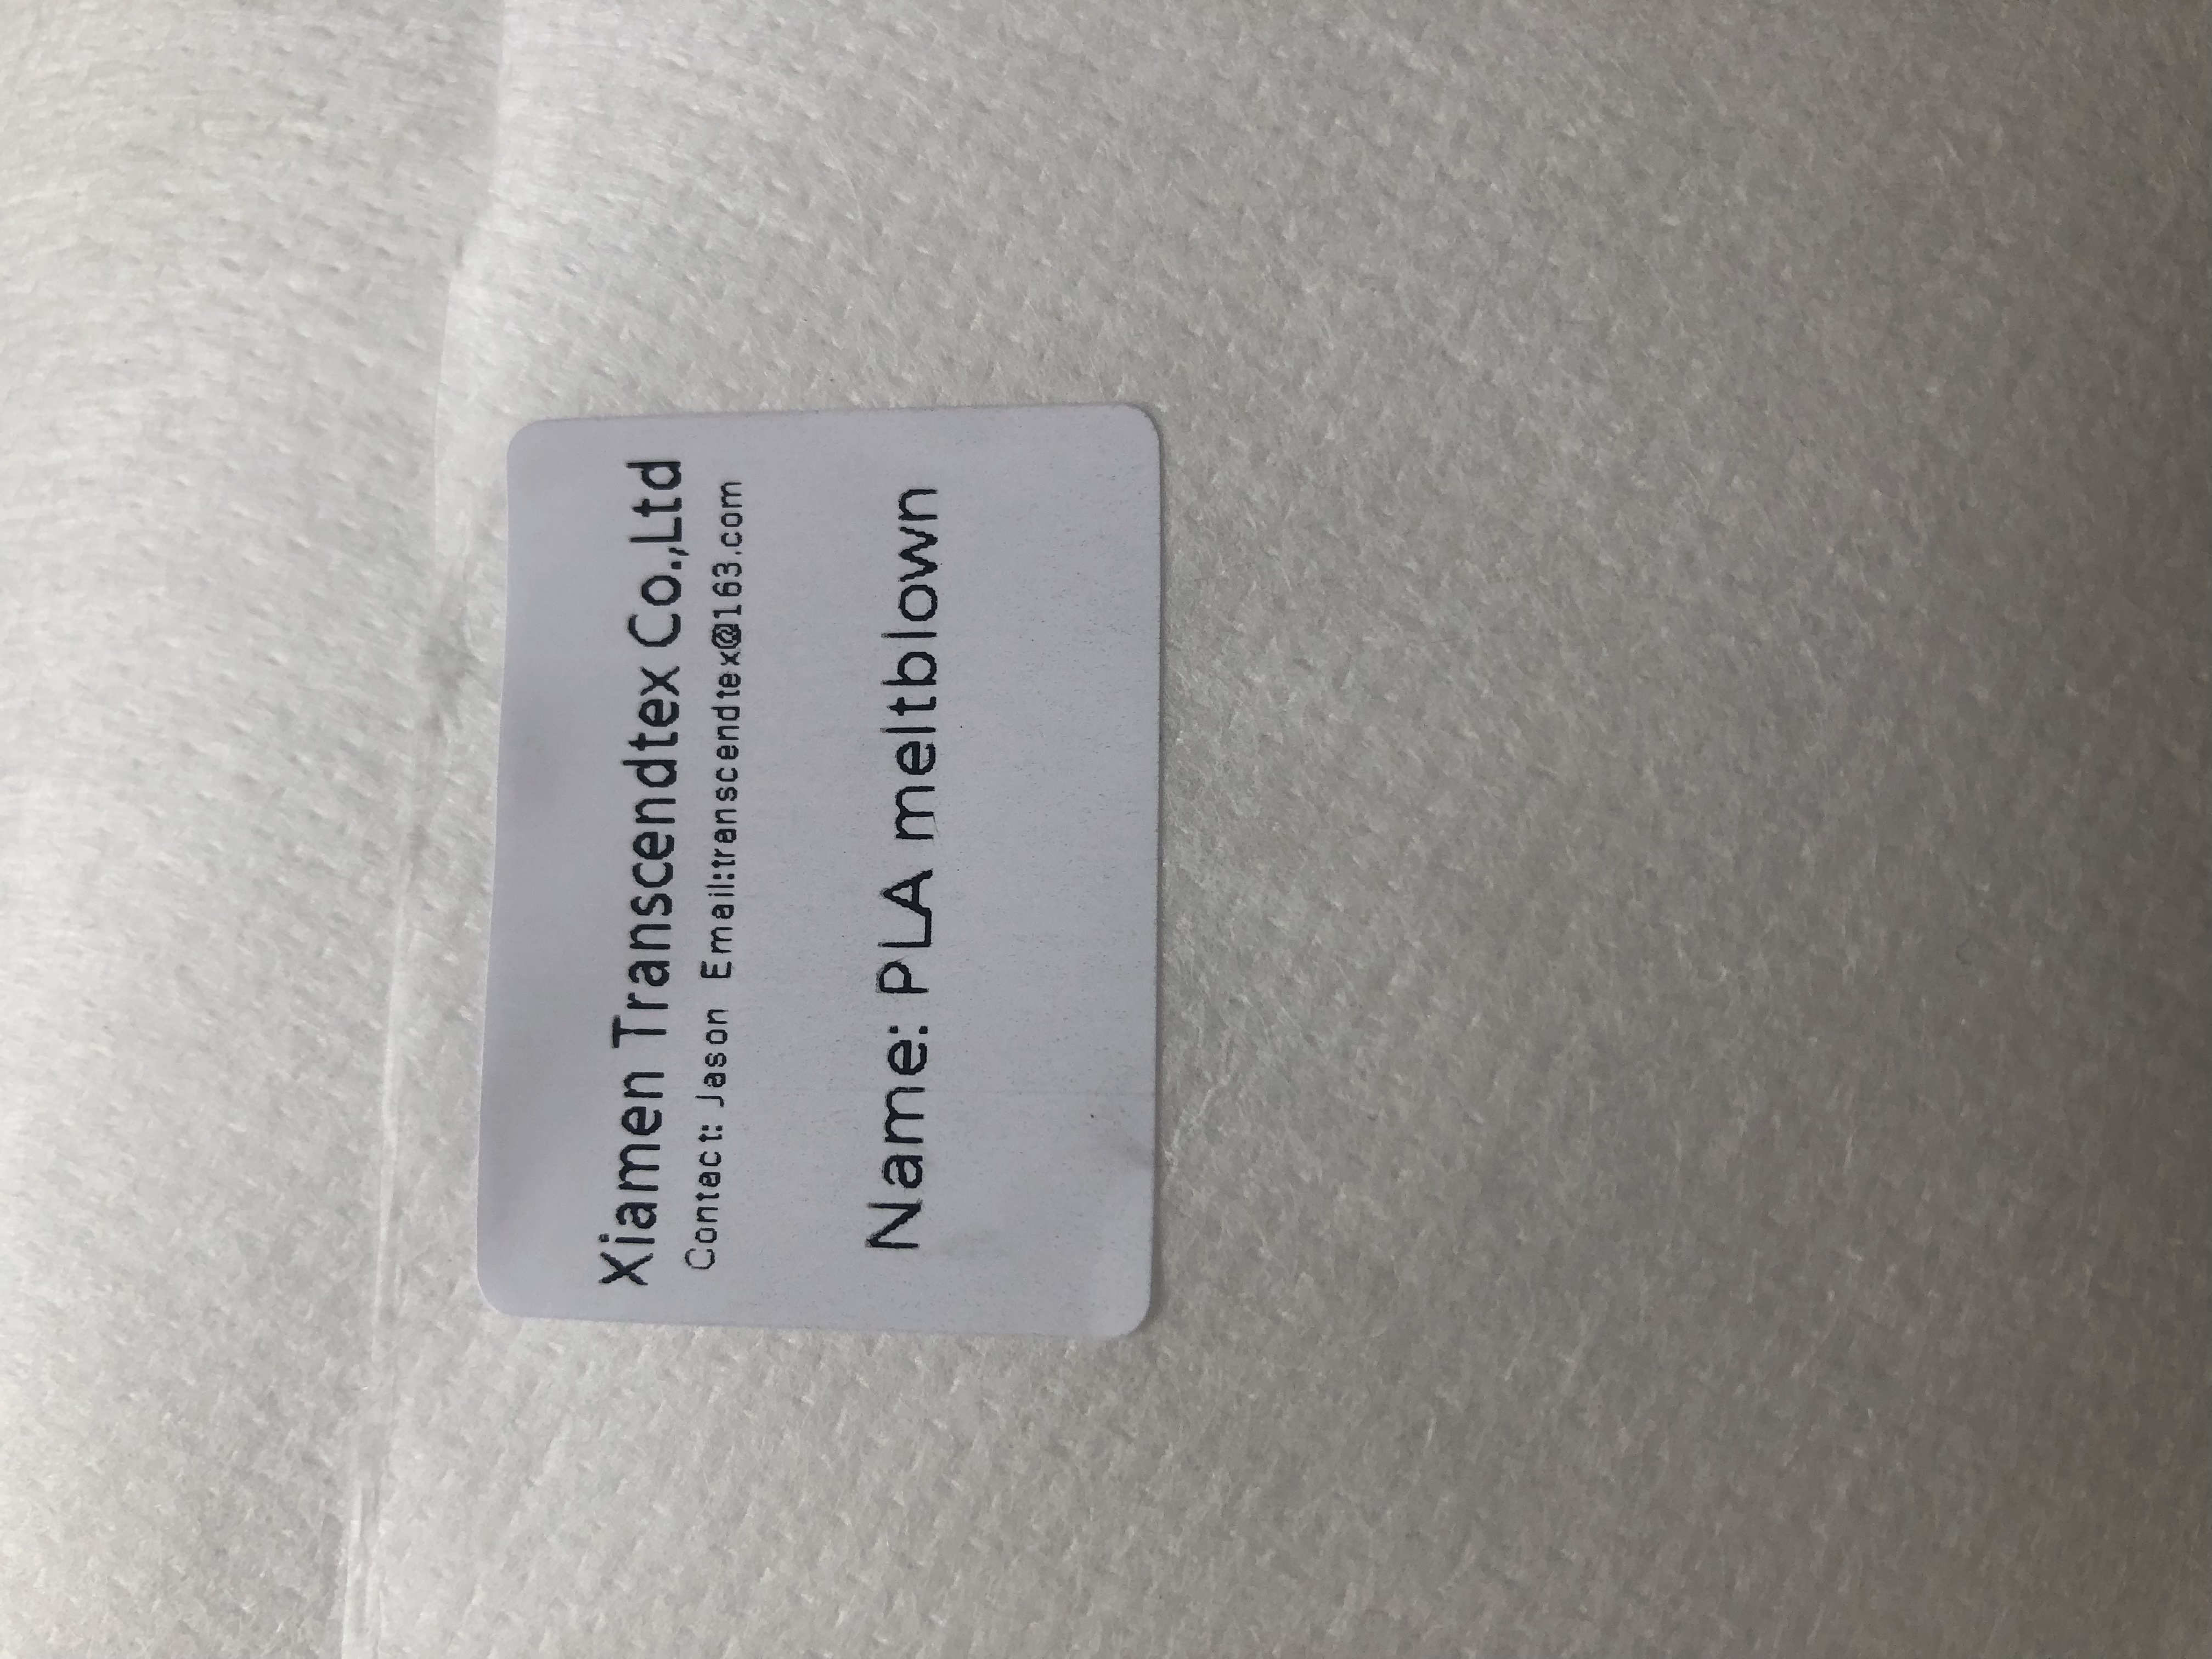 Xiamen Transcendtex Co.,Ltd
Contact: Jason Email:transcendtex@163.com
Name: PLA meltblown